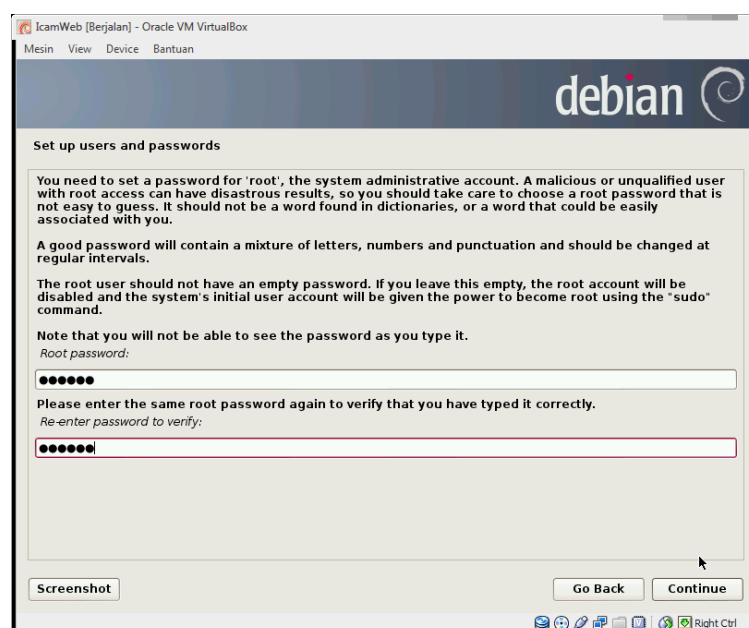 IcamWeb [Berjalan] - Oracle VM VirtualBox
Mesin View Device Bantuan
debian
Set up users and passwords
You need to set a password for 'root', the system administrative account. A malicious or unqualified user
with root access can have disastrous results, so you should take care to choose a root password that is
not easy to guess. It should not be a word found in dictionaries, or a word that could be easily
associated with you.
A good password will contain a mixture of letters, numbers and punctuation and should be changed at
regular intervals.
The root user should not have an empty password. If you leave this empty, the root account will be
disabled and the system's initial user account will be given the power to become root using the "sudo"
command.
Note that you will not be able to see the password as you type it.
Root password:
●●●●●●
Please enter the same root password again to verify that you have typed it correctly.
Re-enter password to verify:
●●●●●●
Screenshot Go Back Continue
Right Ctrl